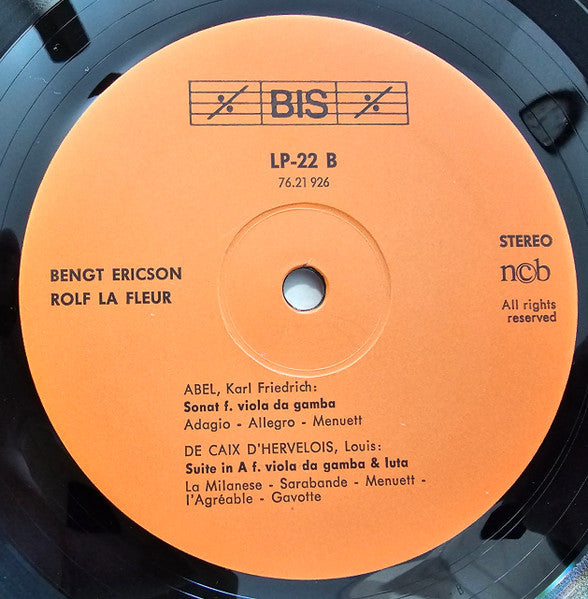 BIS
LP-22 B
76.21 926
BENGT ERICSON
ROLF LA FLEUR
STEREO
n©b
All rights
reserved
ABEL, Karl Friedrich:
Sonat f. viola da gamba
Adagio - Allegro - Menuett
DE CAIX D'HERVELOIS, Louis:
Suite in A f. viola da gamba & luta
La Milanese - Sarabande - Menuett -
l'Agréable - Gavotte